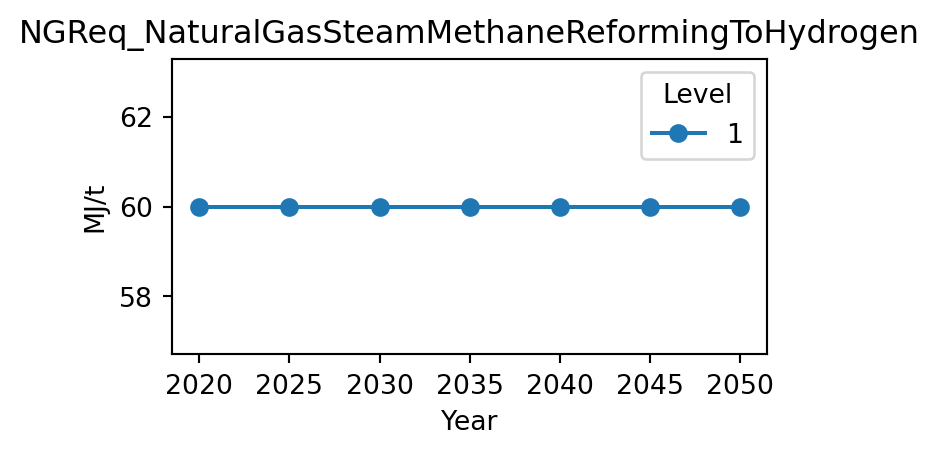 NGReq_NaturalGasSteamMethaneReformingToHydrogen
Level
1
62
60
58
MJ/t
2020 2025 2030 2035 2040 2045 2050
Year